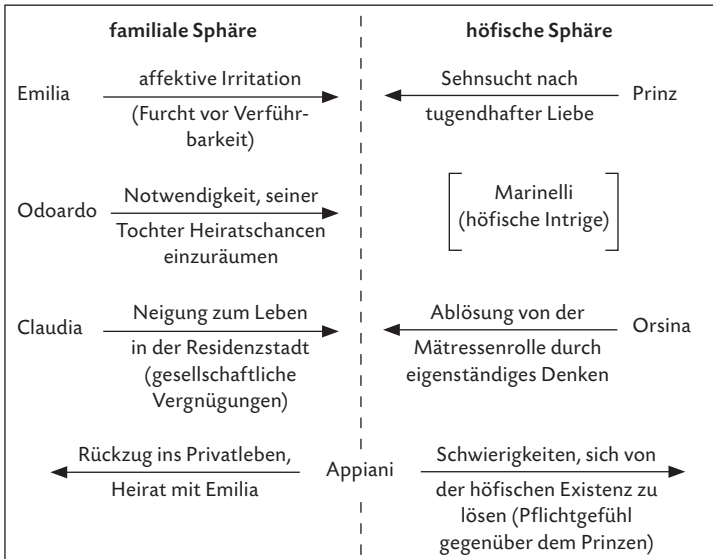 familiale Sphäre
höfische Sphäre
Emilia
affektive Irritation
(Furcht vor Verführ-
barkeit)
Sehnsucht nach
tugendhafter Liebe
Prinz
Odoardo
Notwendigkeit, seiner
Tochter Heiratschancen
einzuräumen
Marinelli
(höfische Intrige)
Claudia
Neigung zum Leben
in der Residenzstadt
(gesellschaftliche
Vergnügungen)
Ablösung von der
Mätressenrolle durch
eigenständiges Denken
Orsina
Rückzug ins Privatleben,
Heirat mit Emilia
Appiani
Schwierigkeiten, sich von
der höfischen Existenz zu
lösen (Pflichtgefühl
gegenüber dem Prinzen)